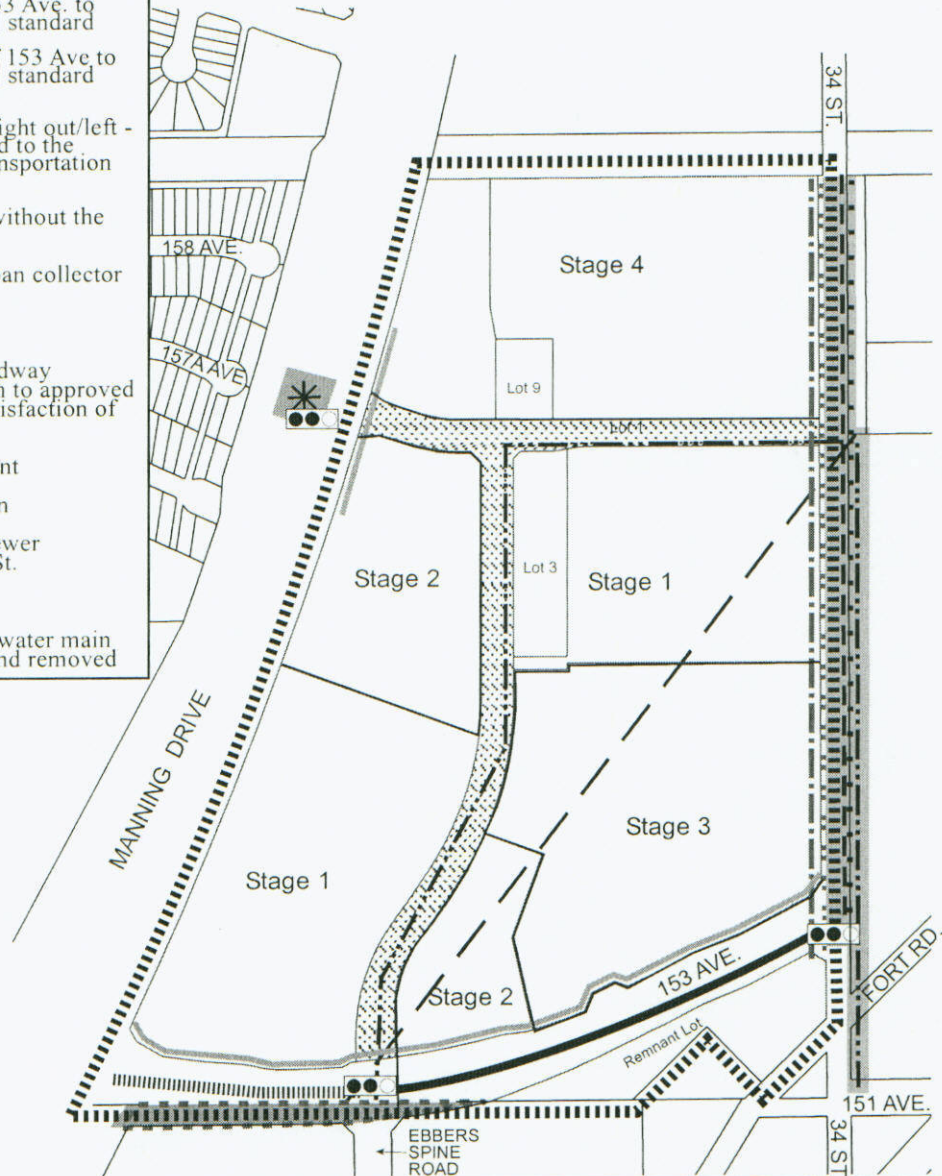 3 Ave. to
standard
153 Ave to
standard
ight out/left -
d to the
nsportation
vithout the
an collector
dway
n to approved
isfaction of
nt
n
ewer
St.
water main
nd removed
34 ST.
158 AVE.
157A AVE
Stage 4
Lot 9
Lot 1
Stage 2
Lot 3
Stage 1
MANNING DRIVE
Stage 3
Stage 1
Stage 2
153 AVE.
FORT RD.
Remnant Lot
151 AVE.
EBBERS
SPINE
ROAD
34 ST